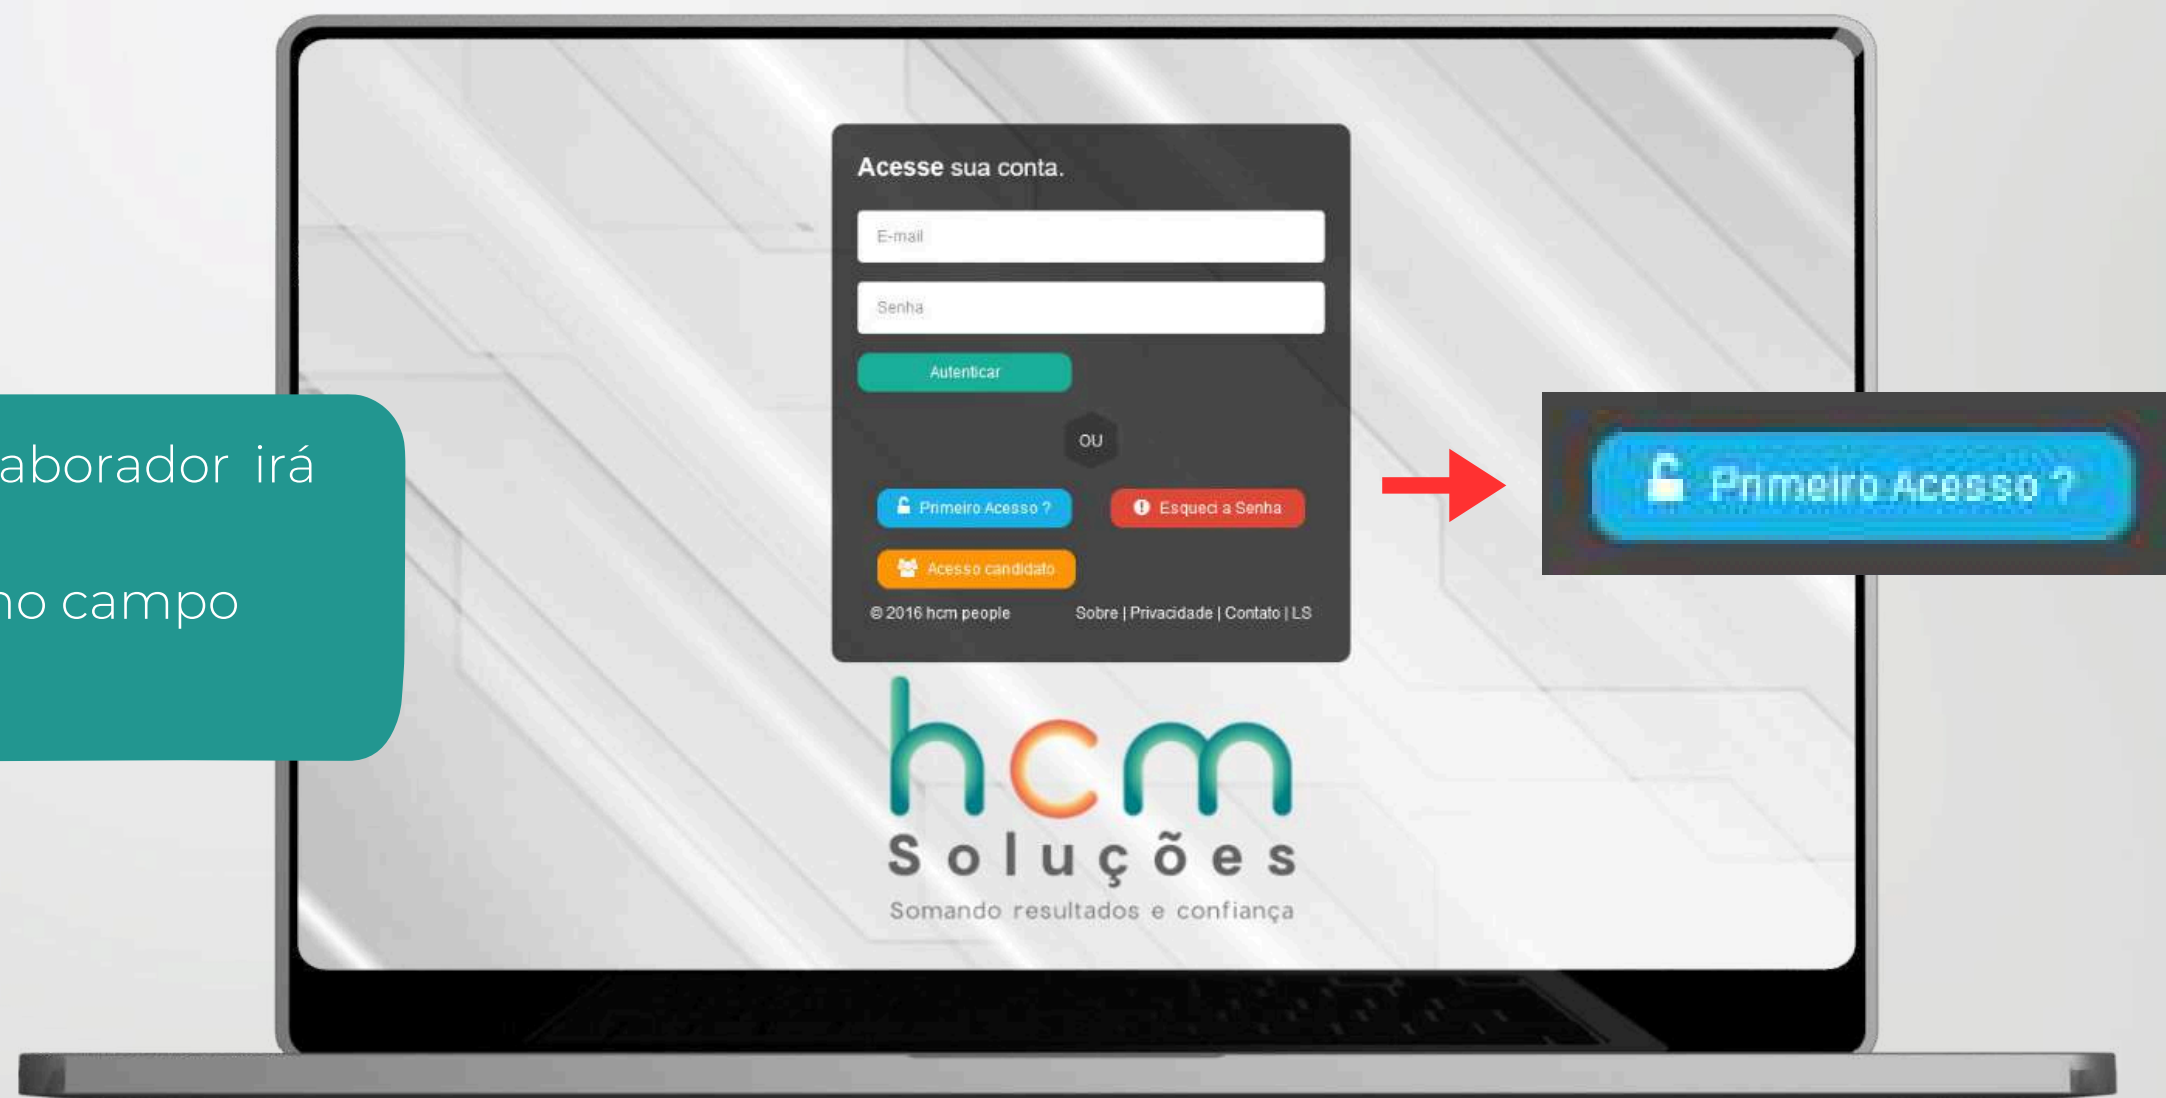 Acesse sua conta.
E-mail
Senha
Autenticar
OU
Primeiro Acesso ?
Esqueci a Senha
Acesso candidato
© 2016 hcm people
Sobre | Privacidade | Contato | LS
hcm
Soluções
Somando resultados e confiança
aborador irá
no campo
Primeiro Acesso ?